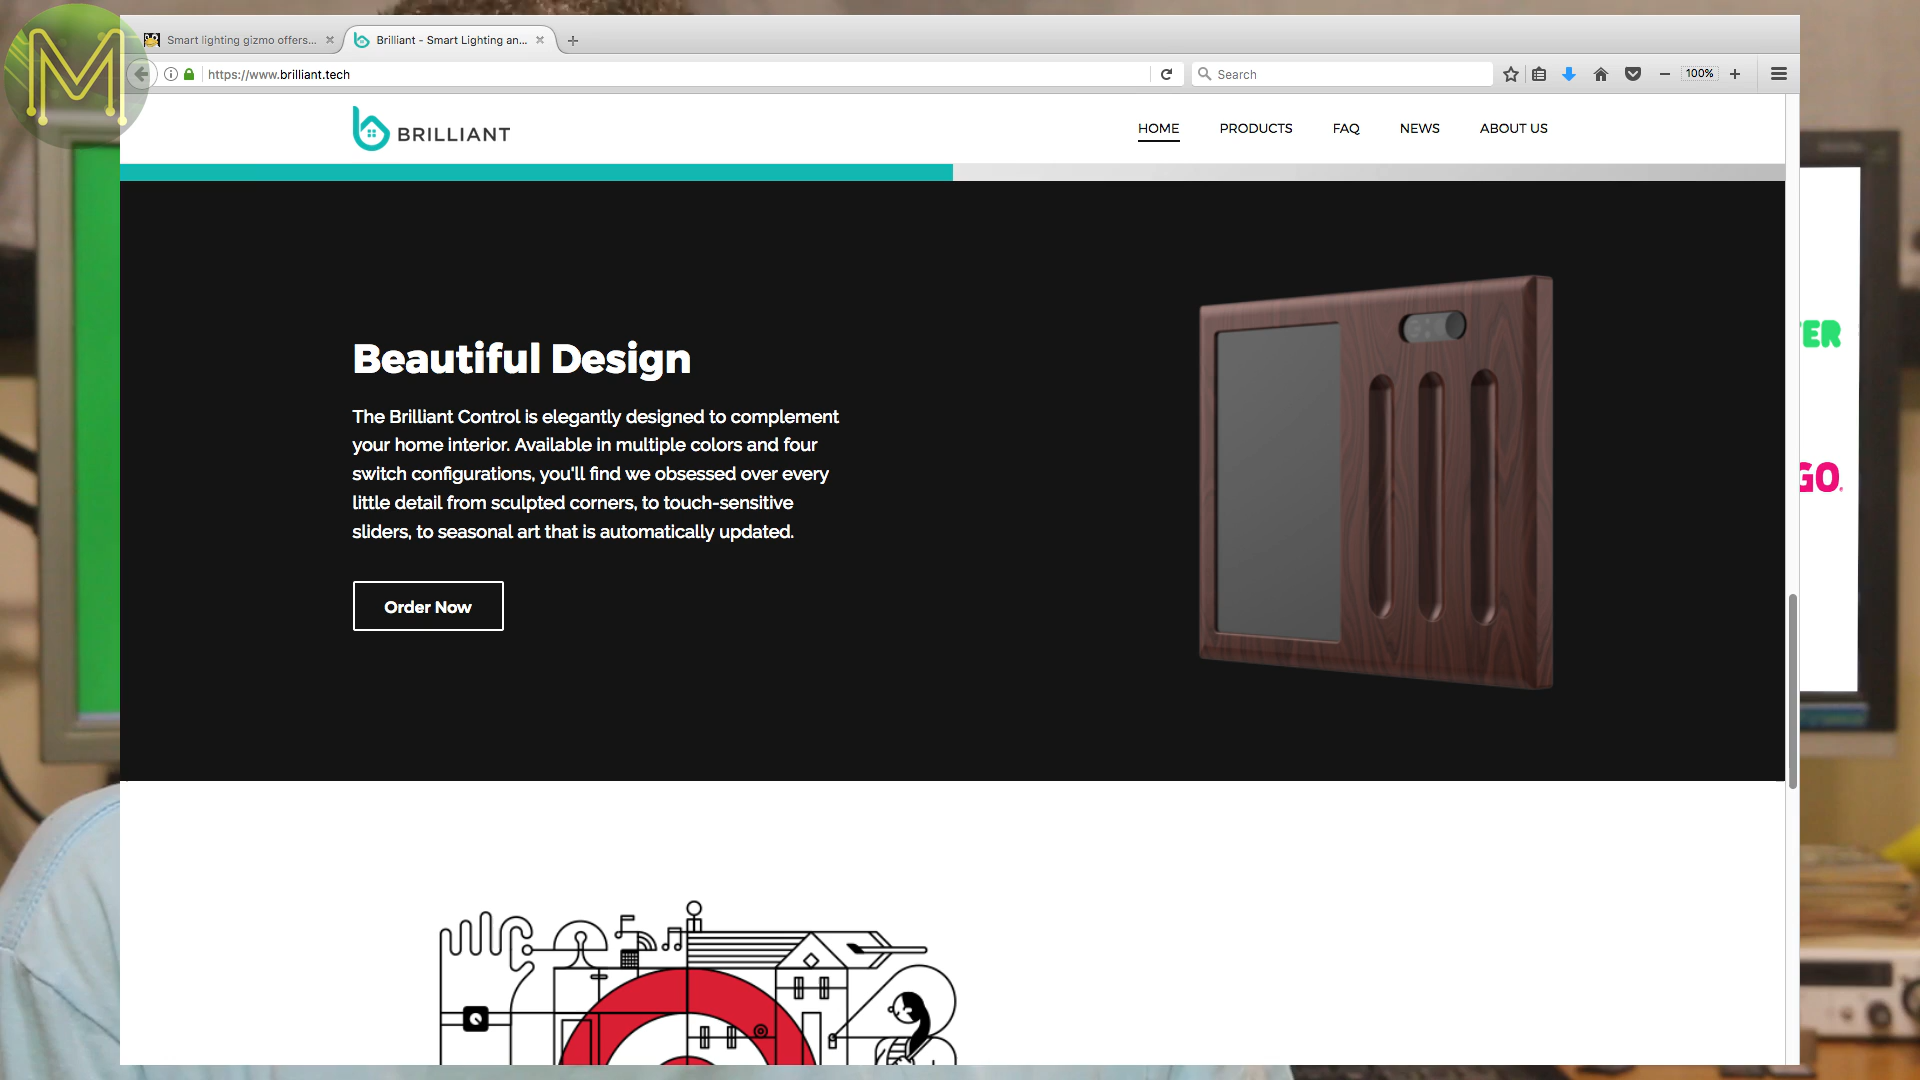 M
Smart lighting gizmo offers...
Brilliant - Smart Lighting an...
https://www.brilliant.tech
Search
100%
BRILLIANT
HOME
PRODUCTS
FAQ
NEWS
ABOUT US
Beautiful Design
The Brilliant Control is elegantly designed to complement
your home interior. Available in multiple colors and four
switch configurations, you'll find we obsessed over every
little detail from sculpted corners, to touch-sensitive
sliders, to seasonal art that is automatically updated.
Order Now
TER
GO